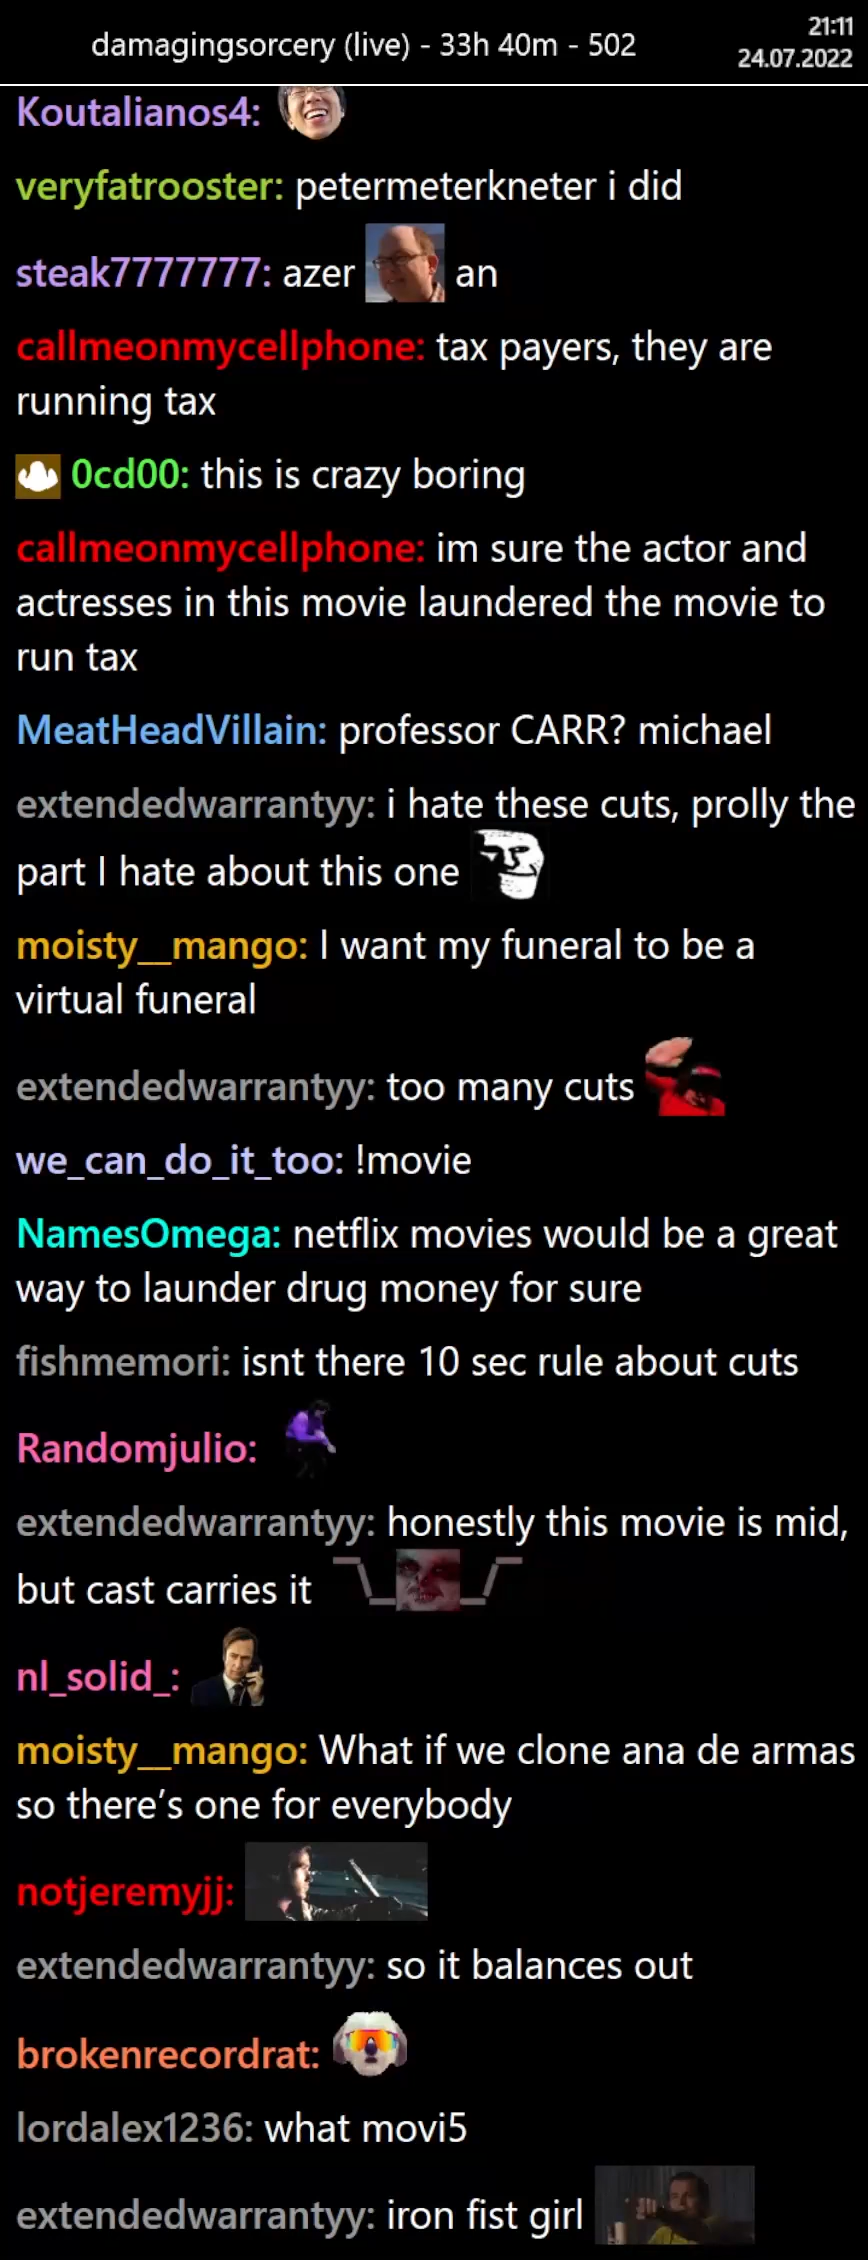 damagingsorcery (live) - 33h 40m - 502
21:11
24.07.2022
Koutalianos4:
veryfatrooster: petermeterkneter i did
steak7777777: azer an
callmeonmycellphone: tax payers, they are
running tax
0cd00: this is crazy boring
callmeonmycellphone: im sure the actor and
actresses in this movie laundered the movie to
run tax
MeatHeadVillain: professor CARR? michael
extendedwarrantyy: i hate these cuts, prolly the
part I hate about this one
moisty__mango: I want my funeral to be a
virtual funeral
extendedwarrantyy: too many cuts
we_can_do_it_too: !movie
NamesOmega: netflix movies would be a great
way to launder drug money for sure
fishmemori: isnt there 10 sec rule about cuts
Randomjulio:
extendedwarrantyy: honestly this movie is mid,
but cast carries it
nl_solid_:
moisty__mango: What if we clone ana de armas
so there’s one for everybody
notjeremyjj:
extendedwarrantyy: so it balances out
brokenrecordrat:
lordalex1236: what movi5
extendedwarrantyy: iron fist girl